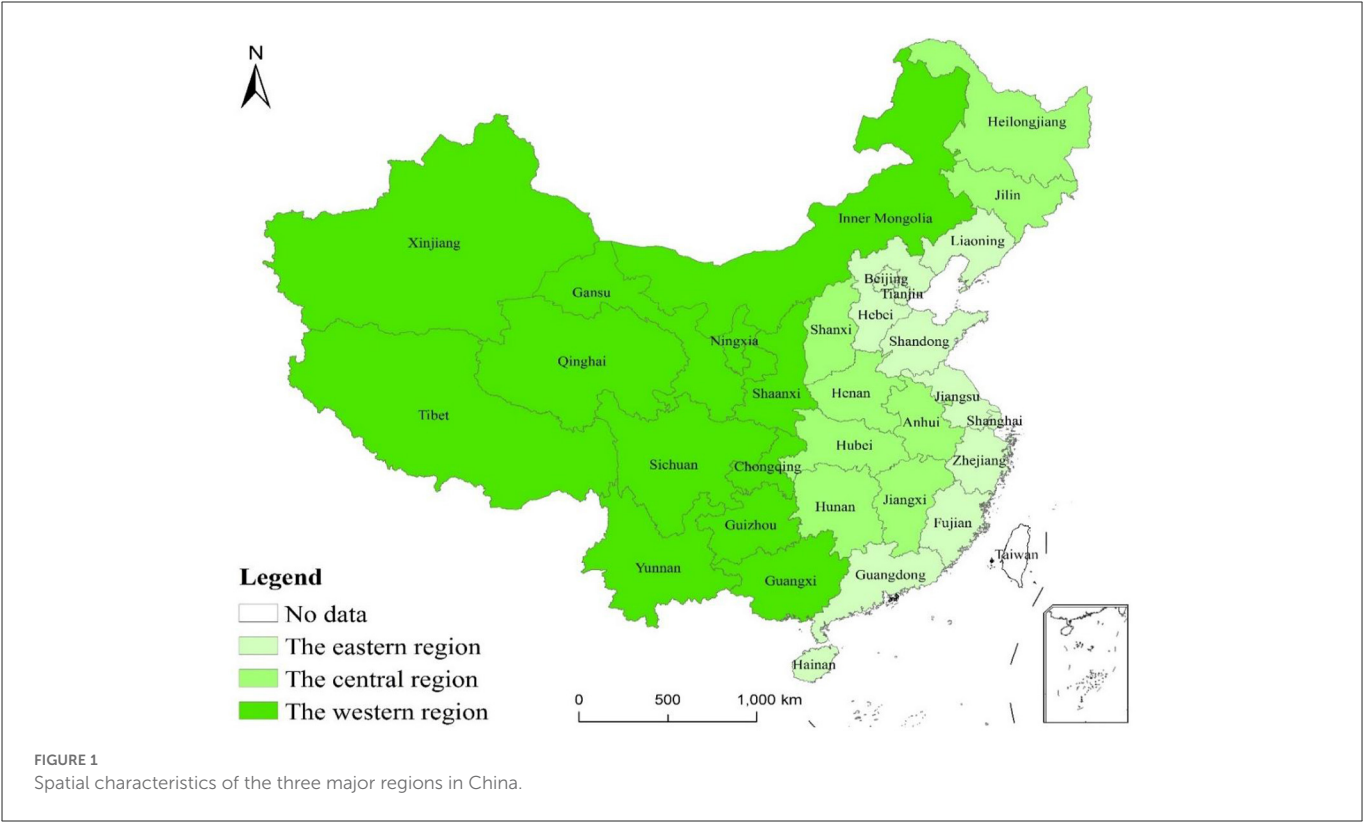 N
Heilongjiang
Jilin
Inner Mongolia
Liaoning
Xinjiang
Beijing
Tianjin
Gansu
Hebei
Shanxi
Ningxia
Shandong
Qinghai
Shaanxi
Henan
Jiangsu
Tibet
Anhui
Shanghai
Hubei
Zhejiang
Sichuan
Chongqing
Jiangxi
Hunan
Guizhou
Fujian
Taiwan
Yunnan
Guangxi
Guangdong
Hainan
Legend
No data
The eastern region
The central region
The western region
0 500 1,000 km
FIGURE 1
Spatial characteristics of the three major regions in China.